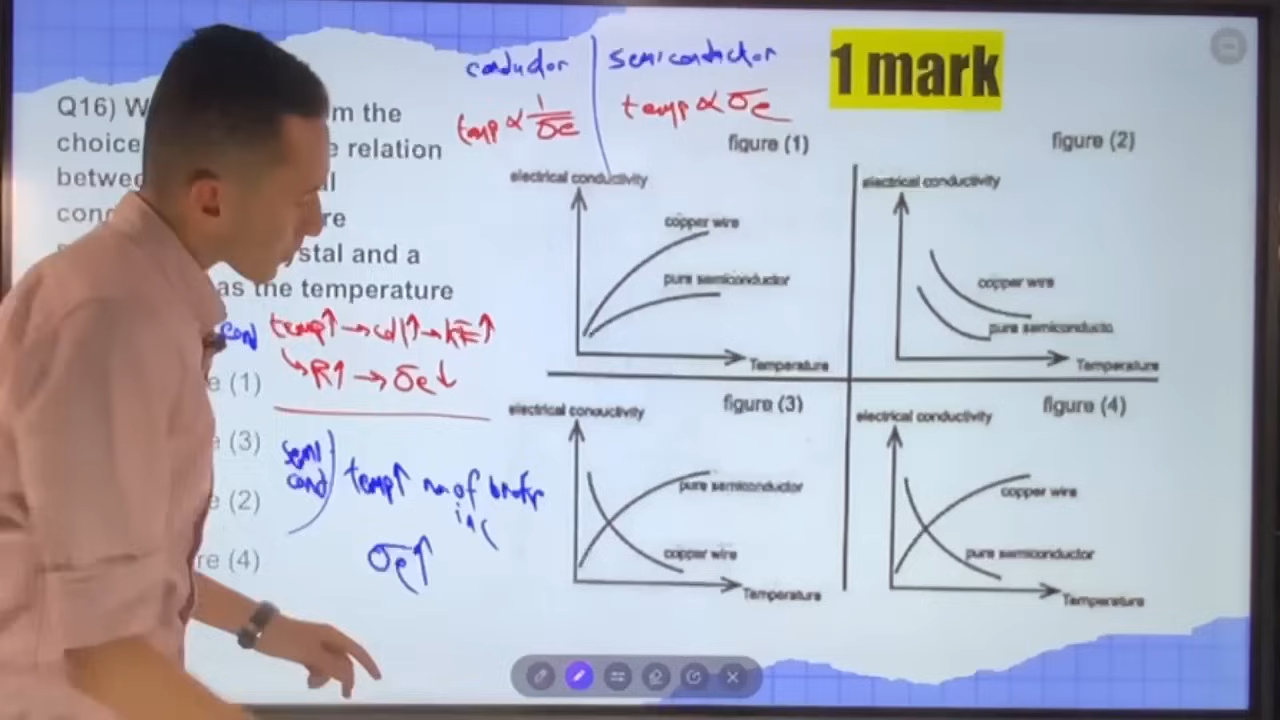 conductor
semiconductor
1 mark
temp ∝ 1/σe
temp ∝ σe
Q16) W
m the
choice
e relation
betwe
con
re
stal and a
as the temperature
cond
temp↑ → col↑ → KE↑
↳ R↑ → σe↓
e (1)
e (3)
e (2)
re (4)
semi
cond
temp↑ no of
inc
σe↑
figure (1)
electrical conductivity
copper wire
pure semiconductor
Temperature
figure (2)
electrical conductivity
copper wire
pure semiconducto
Temperature
figure (3)
electrical conductivity
pure semiconductor
copper wire
Temperature
figure (4)
electrical conductivity
copper wire
pure semiconductor
Temperature